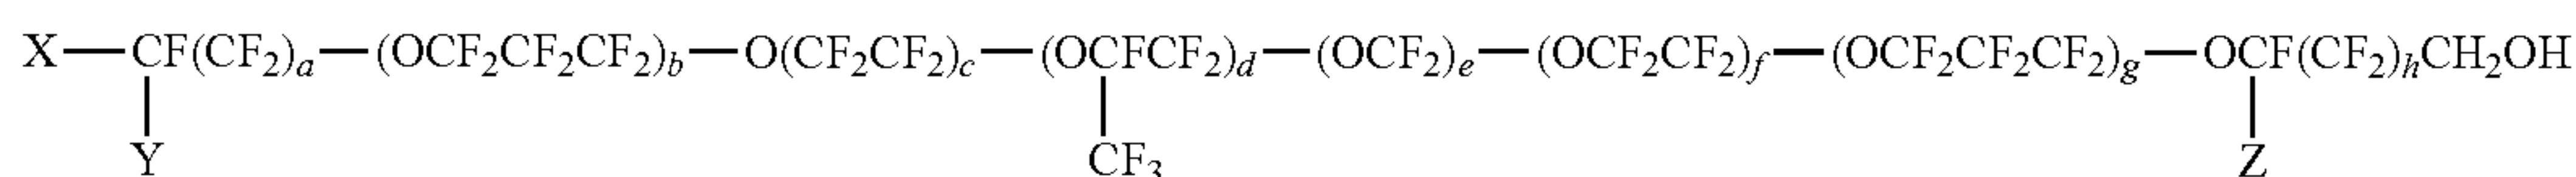 X—CF(CF₂)ₐ—(OCF₂CF₂CF₂)b—O(CF₂CF₂)c—(OCFCF₂)d—(OCF₂)ₑ—(OCF₂CF₂)f—(OCF₂CF₂CF₂)g—OCF(CF₂)ₕCH₂OH
Y CF₃ Z